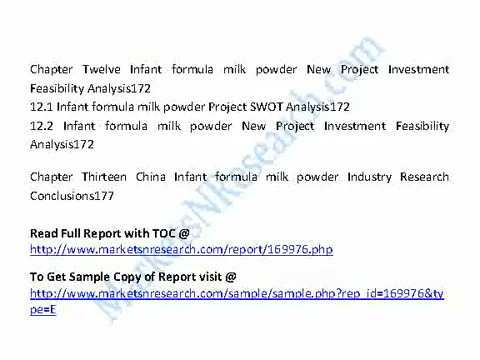 Chapter Twelve Infant formula milk powder New Project Investment
Feasibility Analysis172
12.1 Infant formula milk powder Project SWOT Analysis172
12.2 Infant formula milk powder New Project Investment Feasibility
Analysis172
Chapter Thirteen China Infant formula milk powder Industry Research
Conclusions177
Read Full Report with TOC @
http://www.marketsnresearch.com/report/169976.php
To Get Sample Copy of Report visit @
http://www.marketsnresearch.com/sample/sample.php?rep_id=169976&ty
pe=E
MarketsNResearch.com